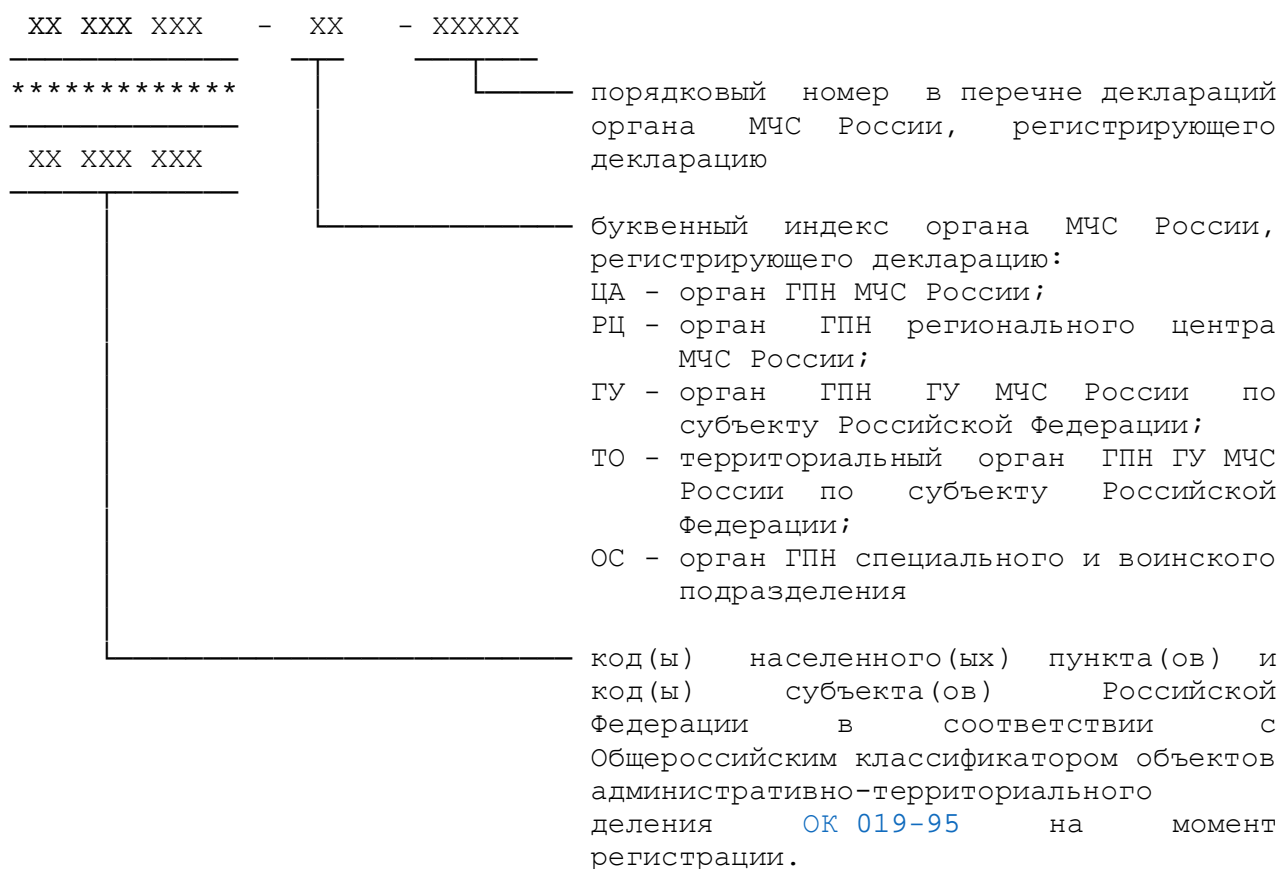 XX XXX XXX - XX - XXXXX
*************
порядковый номер в перечне деклараций
органа МЧС России, регистрирующего
XX XXX XXX
декларацию
буквенный индекс органа МЧС России,
регистрирующего декларацию:
ЦА - орган ГПН МЧС России;
РЦ - орган ГПН регионального центра
МЧС России;
ГУ - орган ГПН ГУ МЧС России по
субъекту Российской Федерации;
ТО - территориальный орган ГПН ГУ МЧС
России по субъекту Российской
Федерации;
ОС - орган ГПН специального и воинского
подразделения
код(ы) населенного(ых) пункта(ов) и
код(ы) субъекта(ов) Российской
Федерации в соответствии с
Общероссийским классификатором объектов
административно-территориального
деления ОК 019-95 на момент
регистрации.